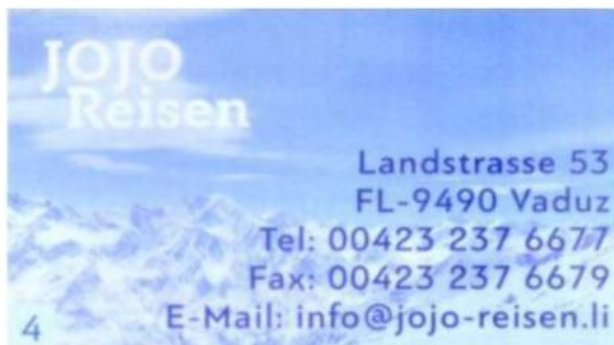 JOJO
Reisen
Landstrasse 53
FL-9490 Vaduz
Tel: 00423 237 6677
Fax: 00423 237 6679
E-Mail: info@jojo-reisen.li
4